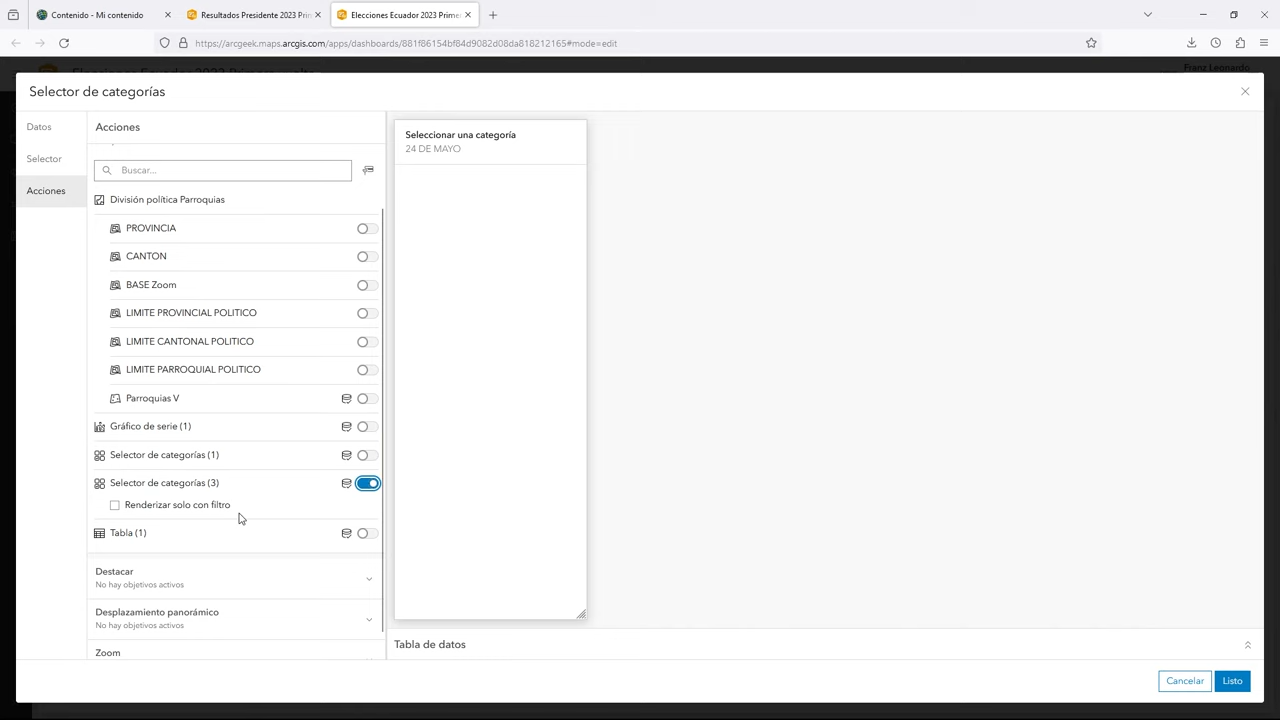 Contenido - Mi contenido
Resultados Presidente 2023 Prim
Elecciones Ecuador 2023 Prime
https://arcgeek.maps.arcgis.com/apps/dashboards/881f86154bf84d9082d08da818212165#mode=edit
Franz Leonardo
Selector de categorías
Datos
Selector
Acciones
Acciones
Buscar...
División política Parroquias
PROVINCIA
CANTON
BASE Zoom
LIMITE PROVINCIAL POLITICO
LIMITE CANTONAL POLITICO
LIMITE PARROQUIAL POLITICO
Parroquias V
Gráfico de serie (1)
Selector de categorías (1)
Selector de categorías (3)
Renderizar solo con filtro
Tabla (1)
Destacar
No hay objetivos activos
Desplazamiento panorámico
No hay objetivos activos
Zoom
Seleccionar una categoría
24 DE MAYO
Tabla de datos
Cancelar
Listo